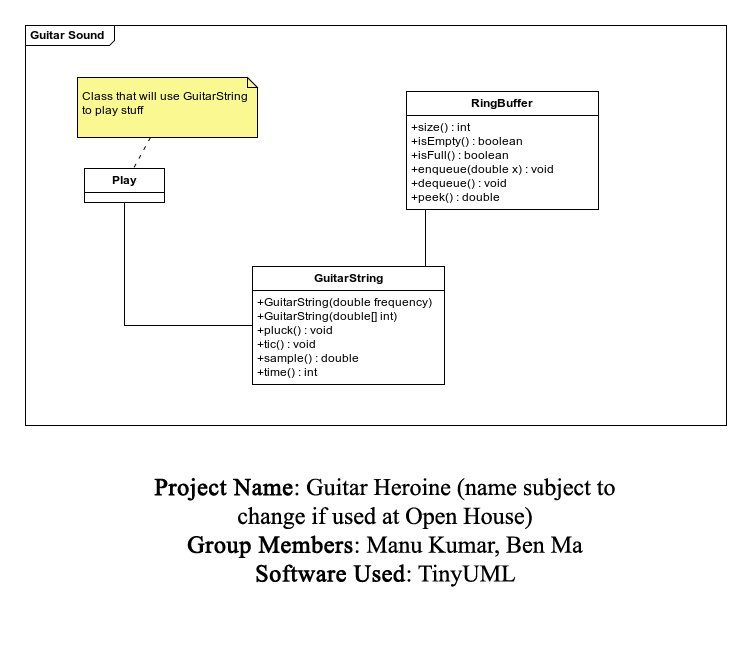 Guitar Sound
Class that will use GuitarString
to play stuff
Play
RingBuffer
+size() : int
+isEmpty() : boolean
+isFull() : boolean
+enqueue(double x) : void
+dequeue() : void
+peek() : double
GuitarString
+GuitarString(double frequency)
+GuitarString(double[] int)
+pluck() : void
+tic() : void
+sample() : double
+time() : int
Project Name: Guitar Heroine (name subject to
change if used at Open House)
Group Members: Manu Kumar, Ben Ma
Software Used: TinyUML